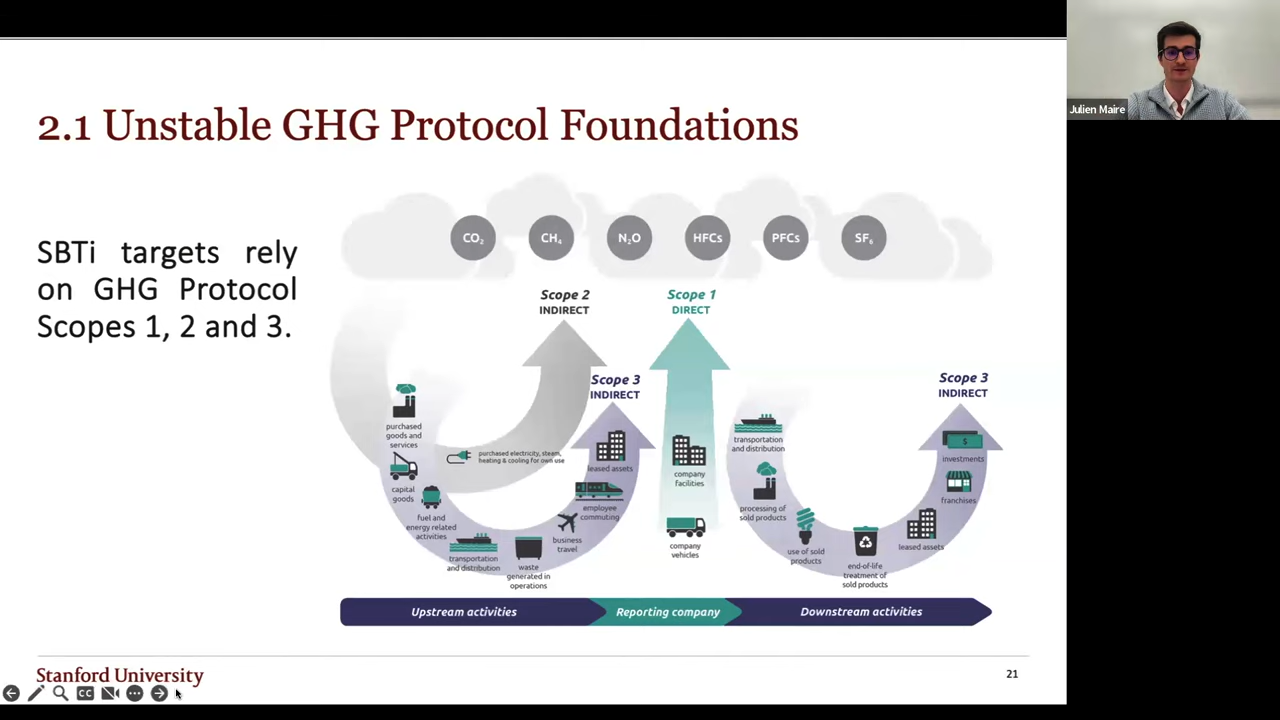 Julien Maire
2.1 Unstable GHG Protocol Foundations
SBTi targets rely
on GHG Protocol
Scopes 1, 2 and 3.
CO₂
CH₄
N₂O
HFCs
PFCs
SF₆
Scope 2
INDIRECT
Scope 1
DIRECT
Scope 3
INDIRECT
Scope 3
INDIRECT
purchased
goods and
services
capital
goods
fuel and
energy related
activities
transportation
and distribution
waste
generated in
operations
business
travel
employee
commuting
leased assets
purchased electricity, steam,
heating & cooling for own use
company
facilities
company
vehicles
transportation
and distribution
processing of
sold products
use of sold
products
end-of-life
treatment of
sold products
leased assets
franchises
investments
$
Upstream activities
Reporting company
Downstream activities
Stanford University
21
CC